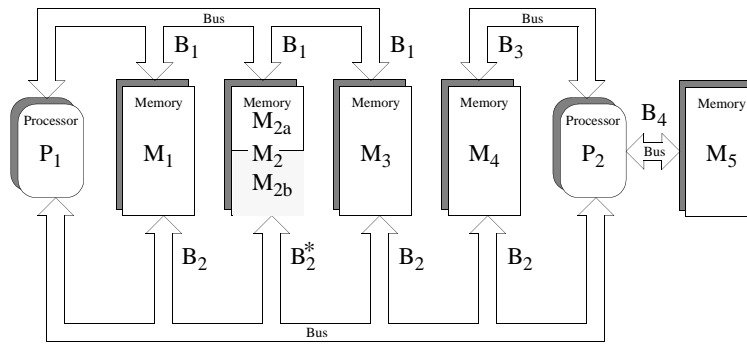 Bus
B1 B1 B1 B3
Processor Memory Memory Memory Memory Processor Memory
M2a
B4
P1 M1 M2 M3 M4 P2 Bus M5
M2b
B2 B2* B2 B2
Bus
Bus